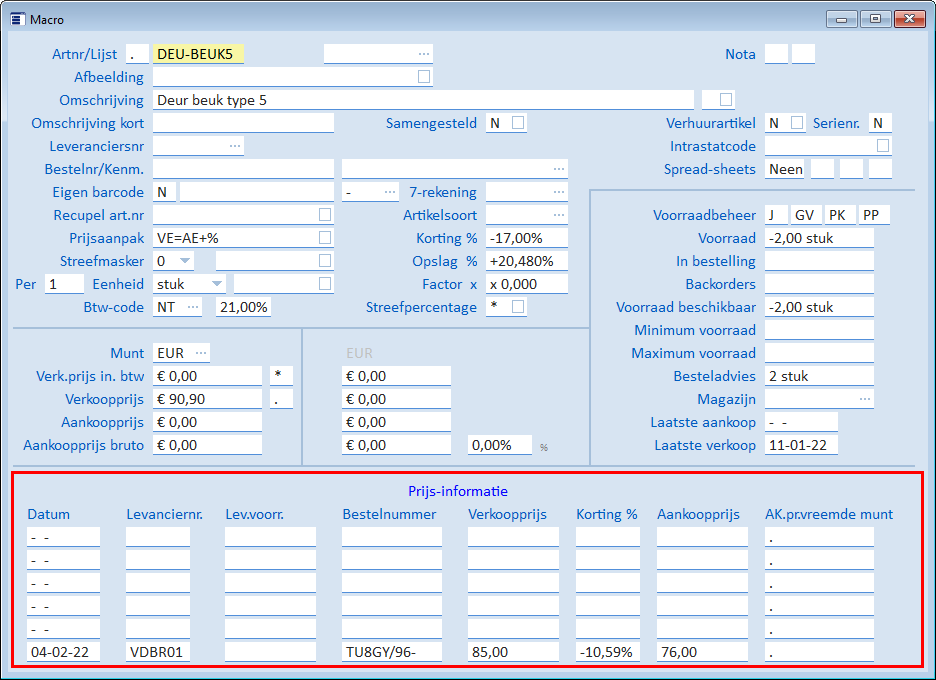 Macro
Artnr/Lijst . DEU-BEUK5 ... Nota
Afbeelding
Omschrijving Deur beuk type 5
Omschrijving kort Samengesteld N Verhuurartikel N Serienr. N
Leveranciersnr ... Intrastatcode
Bestelnr/Kenm. ... Spread-sheets Neen
Eigen barcode N - ... 7-rekening ...
Recupel art.nr Artikelsoort ... Voorraadbeheer J GV PK PP
Prijsaanpak VE=AE+% Korting % -17,00% Voorraad -2,00 stuk
Streefmasker 0 Opslag % +20,480% In bestelling
Per 1 Eenheid stuk Factor x x 0,000 Backorders
Btw-code NT ... 21,00% Streefpercentage * Voorraad beschikbaar -2,00 stuk
Minimum voorraad
Munt EUR ... EUR Maximum voorraad
Verk.prijs in. btw € 0,00 * € 0,00 Besteladvies 2 stuk
Verkoopprijs € 90,90 . € 0,00 Magazijn ...
Aankoopprijs € 0,00 € 0,00 Laatste aankoop - -
Aankoopprijs bruto € 0,00 € 0,00 0,00% % Laatste verkoop 11-01-22
Prijs-informatie
Datum Levanciernr. Lev.voorr. Bestelnummer Verkoopprijs Korting % Aankoopprijs AK.pr.vreemde munt
- - .
- - .
- - .
- - .
- - .
04-02-22 VDBR01 TU8GY/96- 85,00 -10,59% 76,00 .